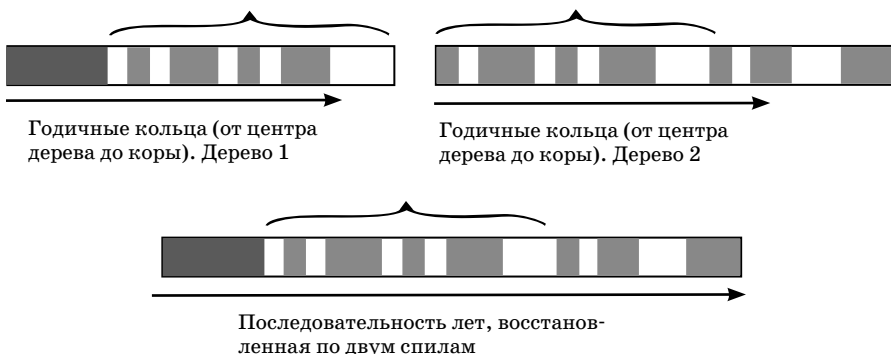 Годичные кольца (от центра
дерева до коры). Дерево 1
Годичные кольца (от центра
дерева до коры). Дерево 2
Последовательность лет, восстанов-
ленная по двум спилам